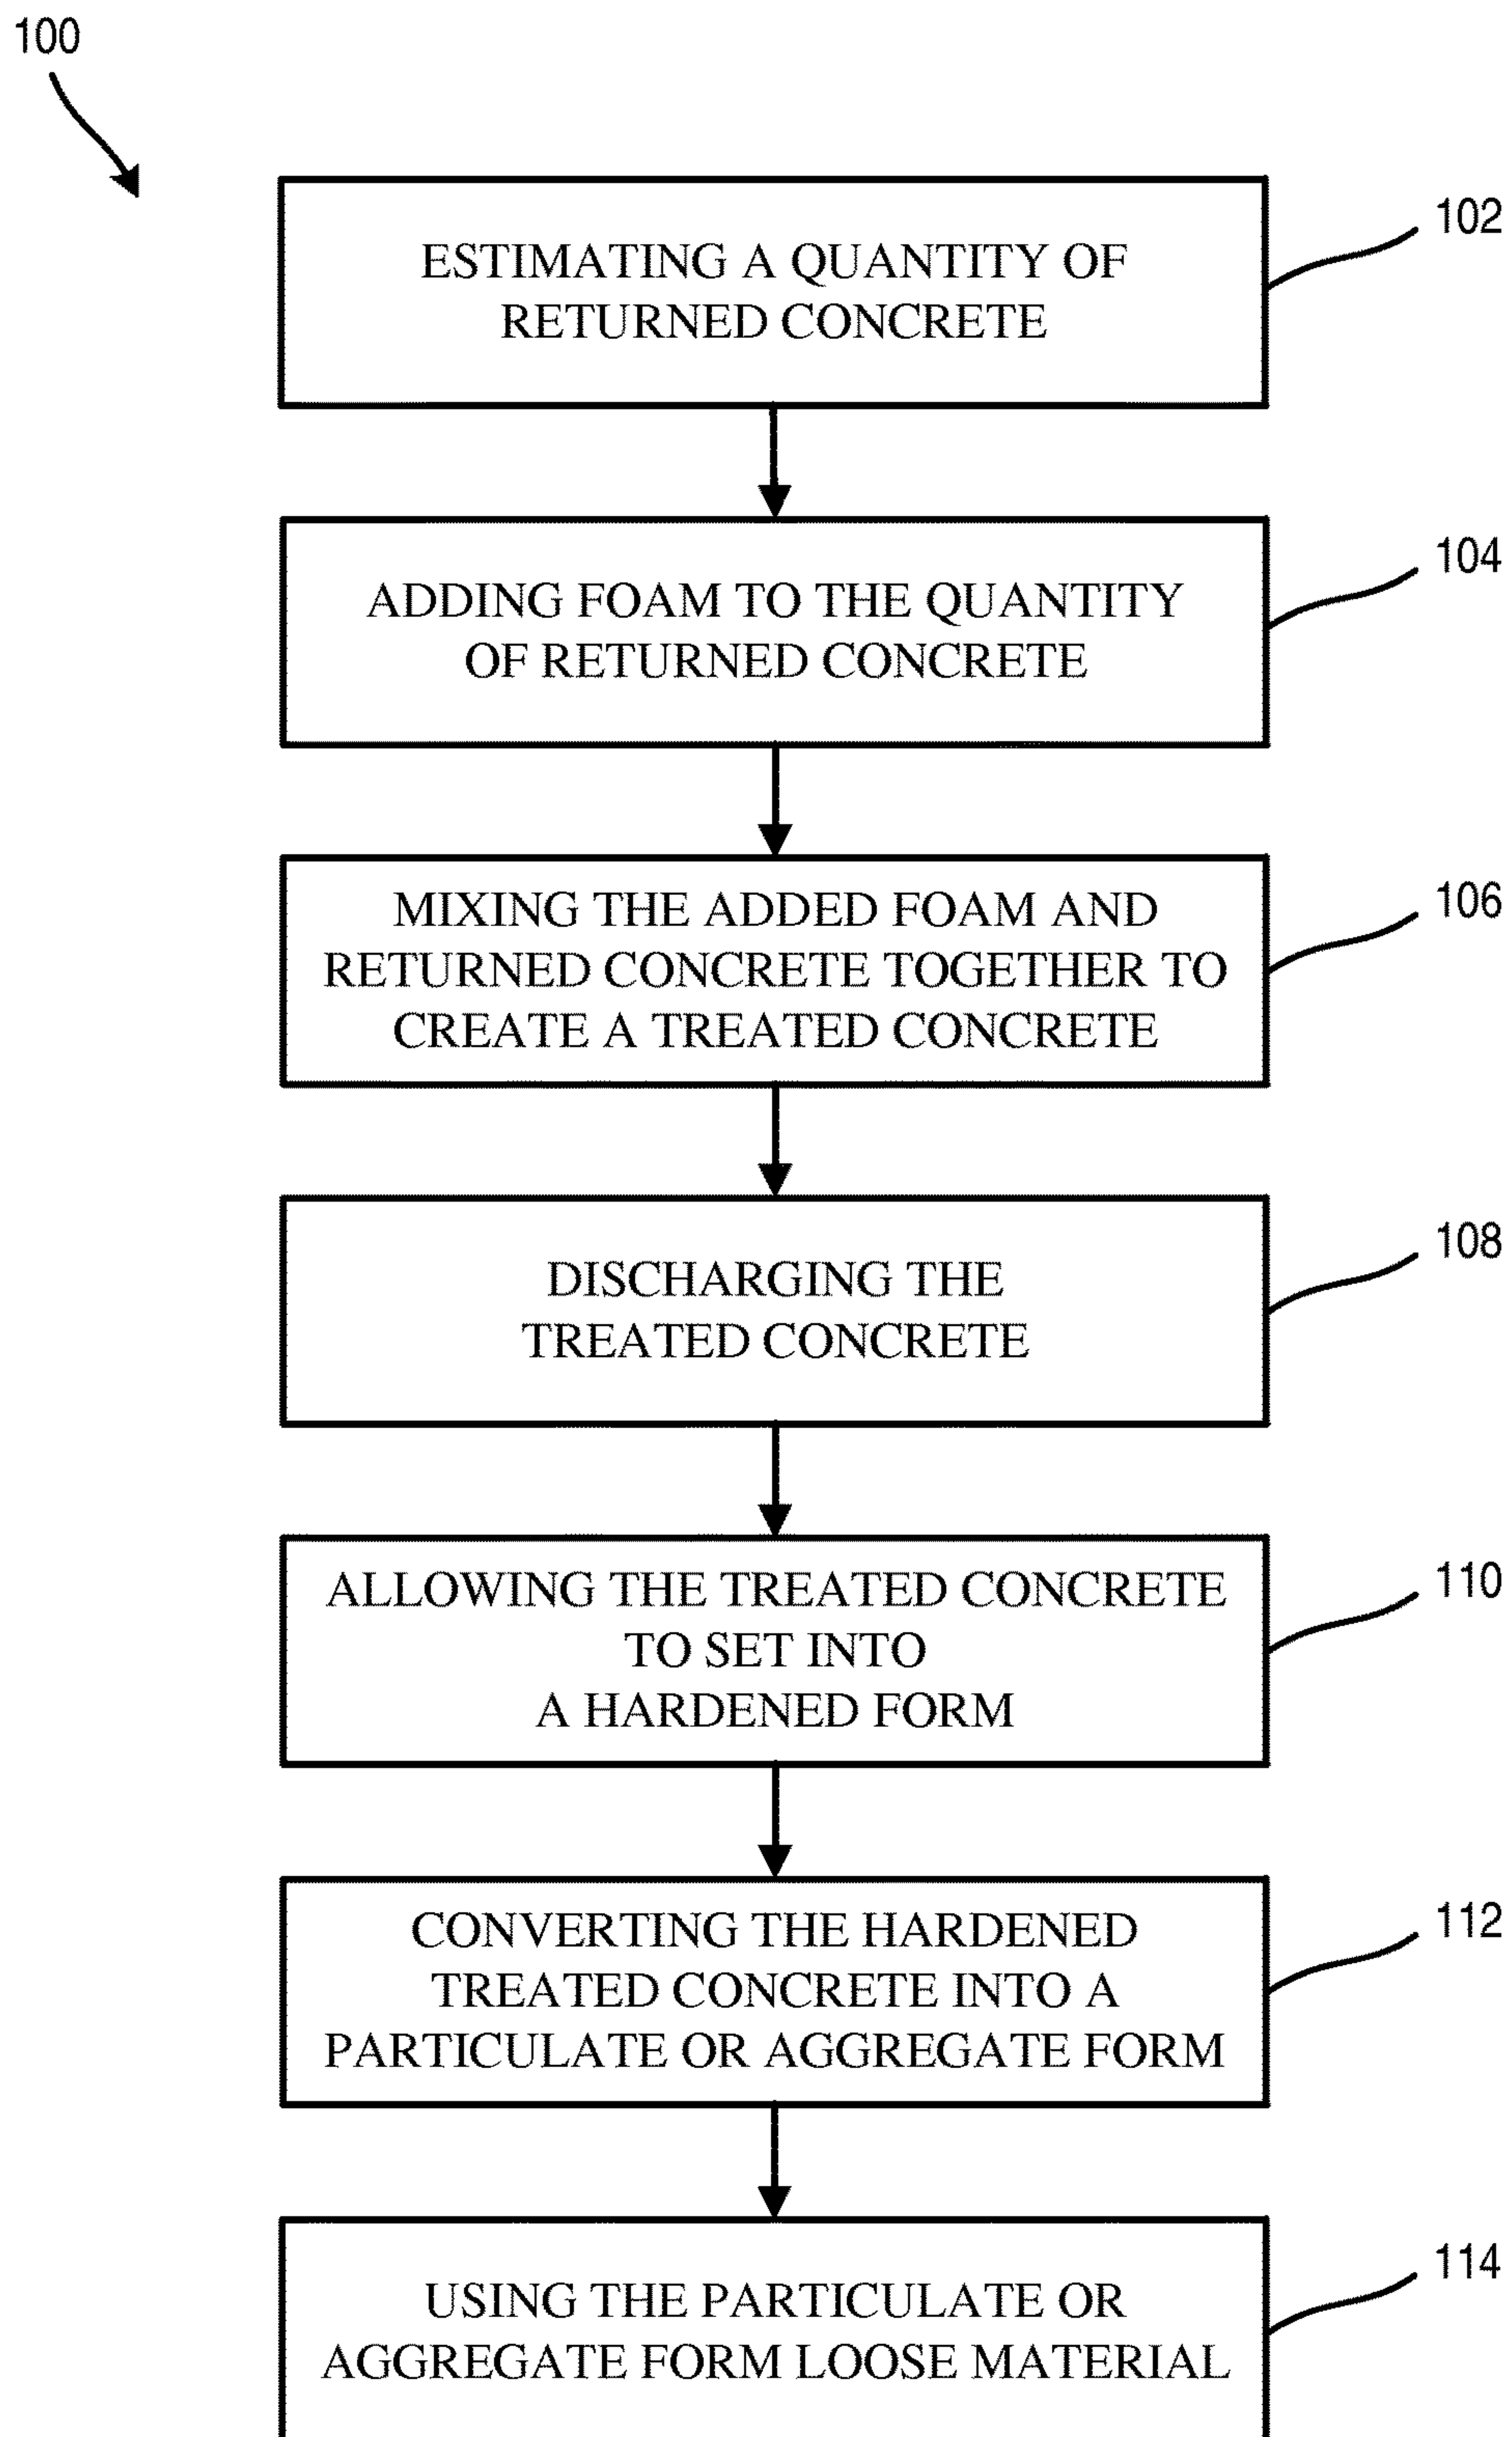 100
102
ESTIMATING A QUANTITY OF
RETURNED CONCRETE
104
ADDING FOAM TO THE QUANTITY
OF RETURNED CONCRETE
106
MIXING THE ADDED FOAM AND
RETURNED CONCRETE TOGETHER TO
CREATE A TREATED CONCRETE
108
DISCHARGING THE
TREATED CONCRETE
110
ALLOWING THE TREATED CONCRETE
TO SET INTO
A HARDENED FORM
112
CONVERTING THE HARDENED
TREATED CONCRETE INTO A
PARTICULATE OR AGGREGATE FORM
114
USING THE PARTICULATE OR
AGGREGATE FORM LOOSE MATERIAL